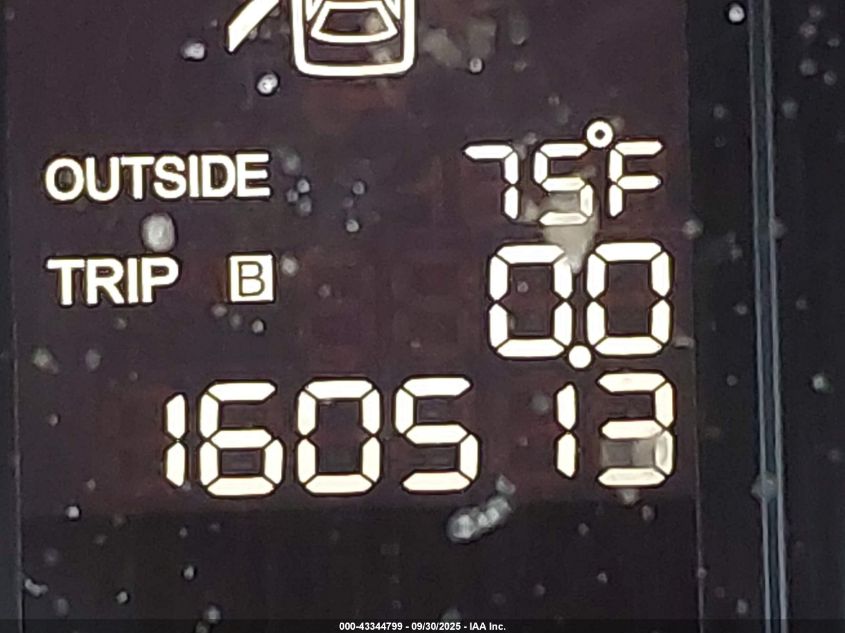 OUTSIDE 75°F
TRIP B 0.0
160513
000-43344799 - 09/30/2025 - IAA Inc.